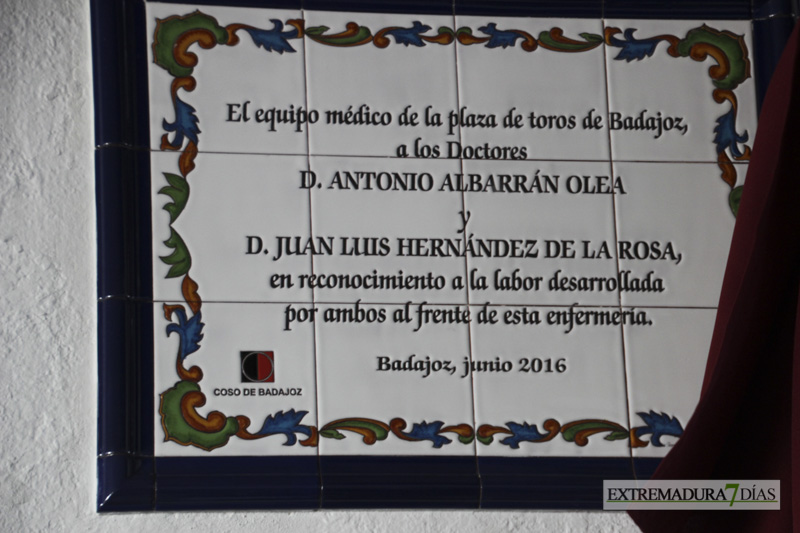 El equipo médico de la plaza de toros de Badajoz,
a los Doctores
D. ANTONIO ALBARRÁN OLEA
y
D. JUAN LUIS HERNÁNDEZ DE LA ROSA,
en reconocimiento a la labor desarrollada
por ambos al frente de esta enfermería.
Badajoz, junio 2016
COSO DE BADAJOZ
EXTREMADURA7DÍAS